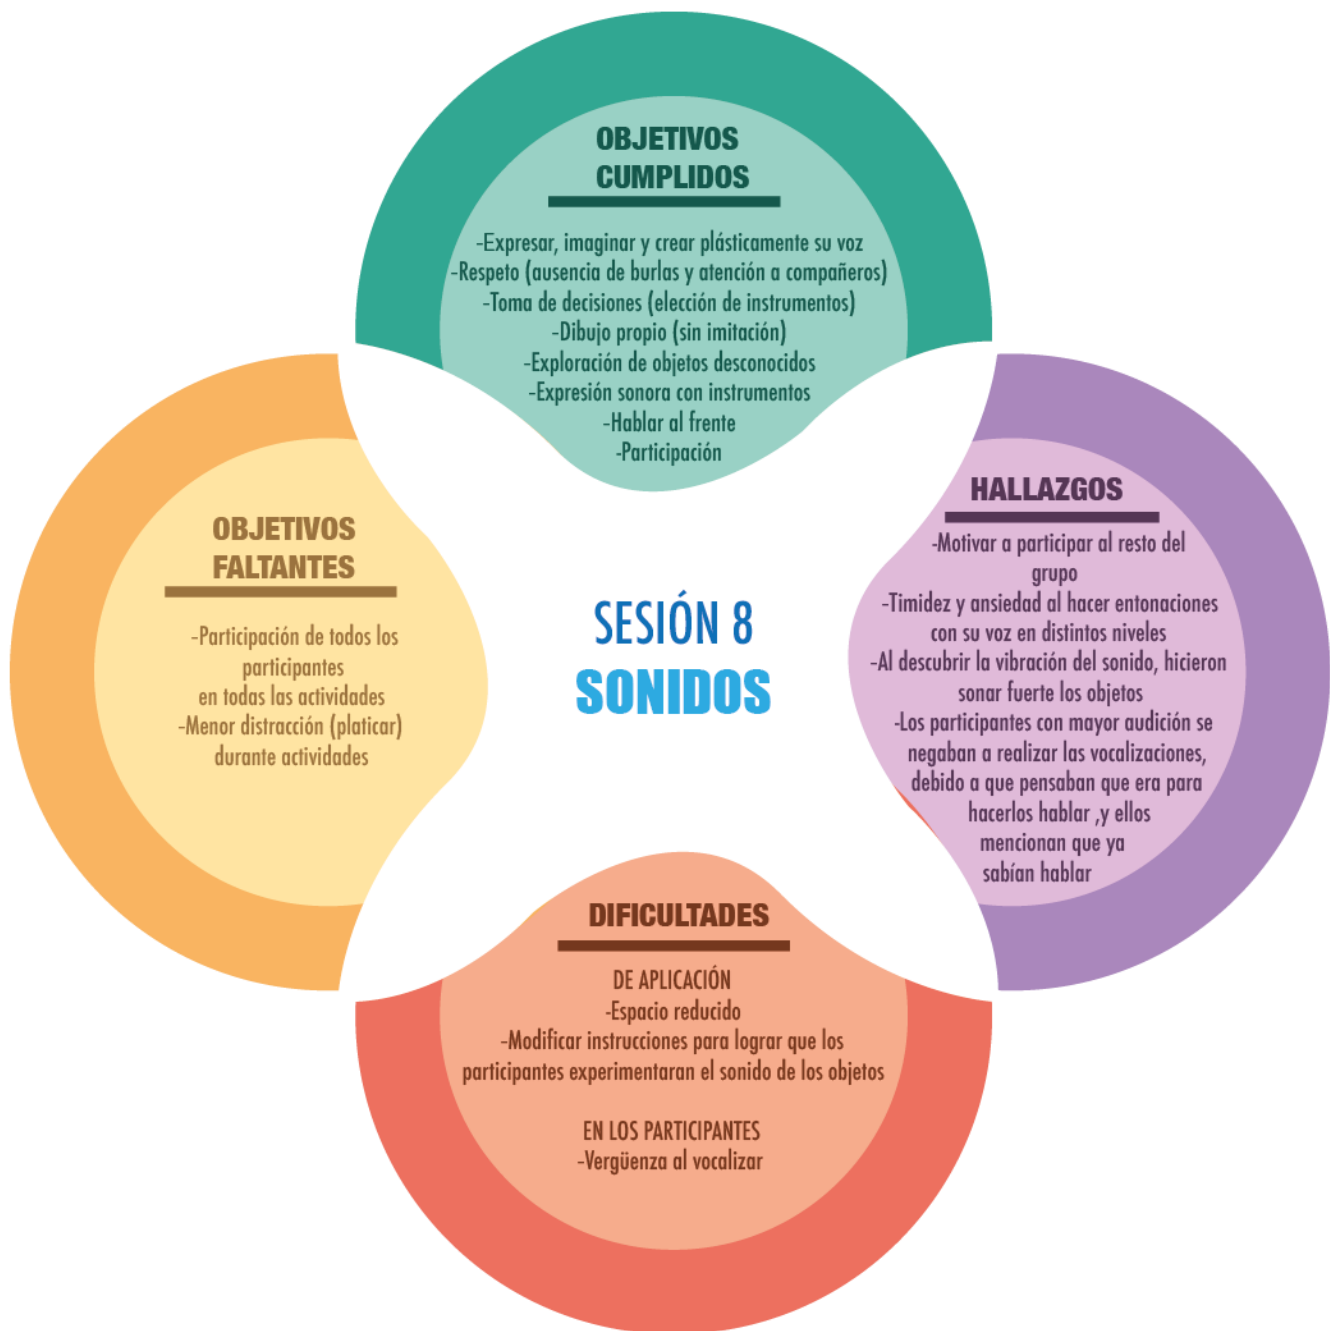 OBJETIVOS
CUMPLIDOS
-Expresar, imaginar y crear plásticamente su voz
-Respeto (ausencia de burlas y atención a compañeros)
-Toma de decisiones (elección de instrumentos)
-Dibujo propio (sin imitación)
-Exploración de objetos desconocidos
-Expresión sonora con instrumentos
-Hablar al frente
-Participación
OBJETIVOS
FALTANTES
-Participación de todos los
participantes
en todas las actividades
-Menor distracción (platicar)
durante actividades
SESIÓN 8
SONIDOS
HALLAZGOS
-Motivar a participar al resto del
grupo
-Timidez y ansiedad al hacer entonaciones
con su voz en distintos niveles
-Al descubrir la vibración del sonido, hicieron
sonar fuerte los objetos
-Los participantes con mayor audición se
negaban a realizar las vocalizaciones,
debido a que pensaban que era para
hacerlos hablar ,y ellos
mencionan que ya
sabían hablar
DIFICULTADES
DE APLICACIÓN
-Espacio reducido
-Modificar instrucciones para lograr que los
participantes experimentaran el sonido de los objetos
EN LOS PARTICIPANTES
-Vergüenza al vocalizar